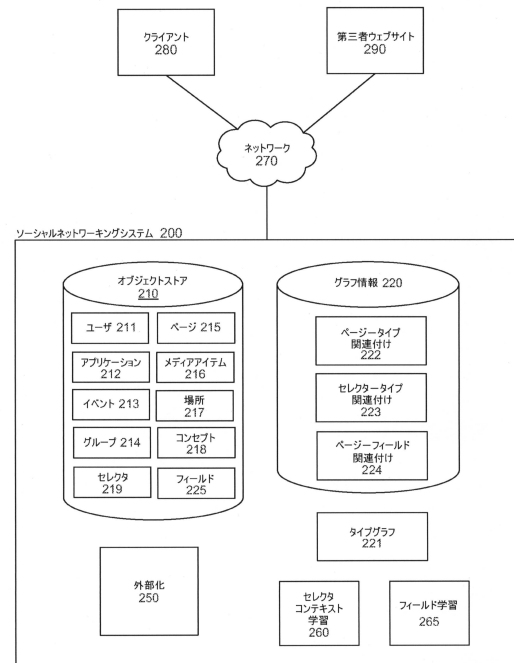 クライアント
280
第三者ウェブサイト
290
ネットワーク
270
ソーシャルネットワーキングシステム 200
オブジェクトストア
210
ユーザ 211
ページ 215
アプリケーション
212
メディアアイテム
216
イベント 213
場所
217
グループ 214
コンセプト
218
セレクタ
219
フィールド
225
グラフ情報 220
ページータイプ
関連付け
222
セレクタータイプ
関連付け
223
ページーフィールド
関連付け
224
タイプグラフ
221
外部化
250
セレクタ
コンテキスト
学習
260
フィールド学習
265